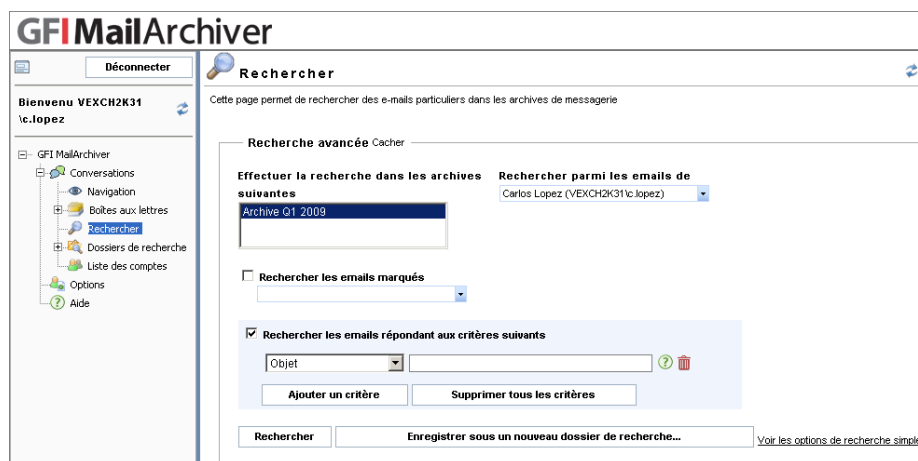 GFI MailArchiver
Déconnecter
Bienvenu VEXCH2K31
\c.lopez
GFI MailArchiver
Conversations
Navigation
Boîtes aux lettres
Rechercher
Dossiers de recherche
Liste des comptes
Options
Aide
Rechercher
Cette page permet de rechercher des e-mails particuliers dans les archives de messagerie
Recherche avancée Cacher
Effectuer la recherche dans les archives
suivantes
Archive Q1 2009
Rechercher parmi les emails de
Carlos Lopez (VEXCH2K31\c.lopez)
Rechercher les emails marqués
Rechercher les emails répondant aux critères suivants
Objet
Ajouter un critère
Supprimer tous les critères
Rechercher
Enregistrer sous un nouveau dossier de recherche...
Voir les options de recherche simple